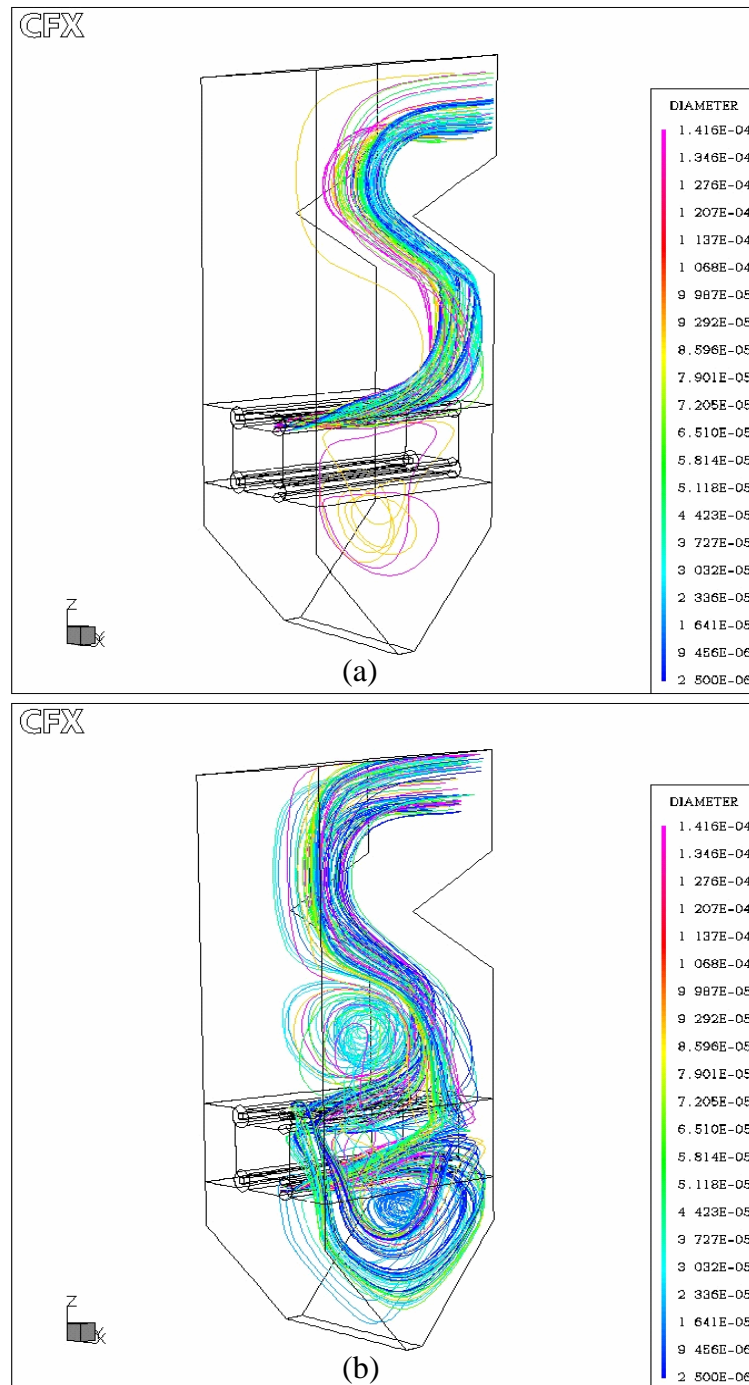 CFX
DIAMETER
1.416E-04
1.346E-04
1 276E-04
1 207E-04
1 137E-04
1 068E-04
9 987E-05
9 292E-05
8.596E-05
7.901E-05
7.205E-05
6.510E-05
5.814E-05
5.118E-05
4 423E-05
3 727E-05
3 032E-05
2 336E-05
1 641E-05
9 456E-06
2 500E-06
Z
X
(a)
CFX
DIAMETER
1.416E-04
1.346E-04
1 276E-04
1 207E-04
1 137E-04
1 068E-04
9 987E-05
9 292E-05
8.596E-05
7.901E-05
7.205E-05
6.510E-05
5.814E-05
5.118E-05
4 423E-05
3 727E-05
3 032E-05
2 336E-05
1 641E-05
9 456E-06
2 500E-06
Z
Y
X
(b)